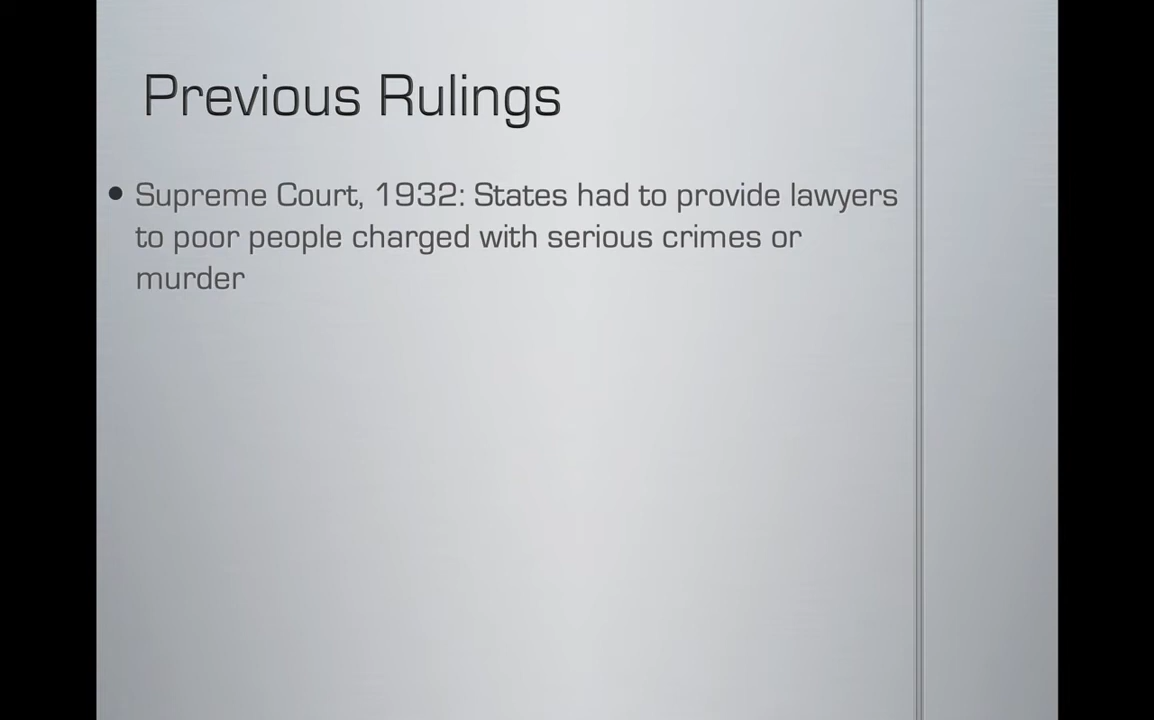 Previous Rulings
• Supreme Court, 1932: States had to provide lawyers
to poor people charged with serious crimes or
murder